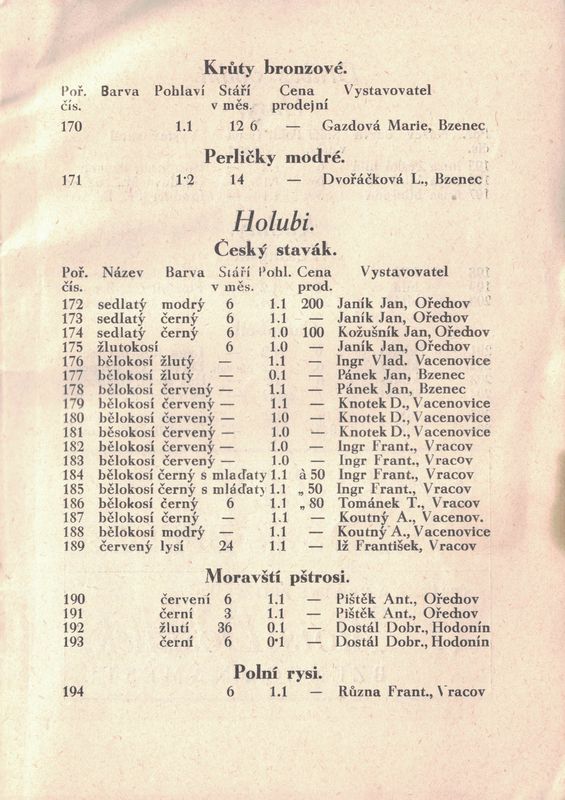 Krůty bronzové.
Poř. Barva Pohlaví Stáří Cena Vystavovatel
čís. v měs. prodejní
170 1.1 12 6 — Gazdová Marie, Bzenec
Perličky modré.
171 1·2 14 — Dvořáčková L., Bzenec
Holubi.
Český stavák.
Poř. Název Barva Stáří Pohl. Cena Vystavovatel
čís. v měs. prod.
172 sedlatý modrý 6 1.1 200 Janík Jan, Ořechov
173 sedlatý černý 6 1.1 — Janík Jan, Ořechov
174 sedlatý černý 6 1.0 100 Kožušník Jan, Ořechov
175 žlutokosí 6 1.0 — Janík Jan, Ořechov
176 bělokosí žlutý — 1.1 — Ingr Vlad. Vacenovice
177 bělokosí žlutý — 0.1 — Pánek Jan, Bzenec
178 bělokosí červený — 1.1 — Pánek Jan, Bzenec
179 bělokosí červený — 1.1 — Knotek D., Vacenovice
180 bělokosí červený — 1.0 — Knotek D., Vacenovice
181 běsokosí červený — 1.0 — Knotek D., Vacenovice
182 bělokosí červený — 1.0 — Ingr Frant., Vracov
183 bělokosí červený — 1.0 — Ingr Frant., Vracov
184 bělokosí černý s mlaďaty 1.1 à 50 Ingr Frant., Vracov
185 bělokosí černý s mláďaty 1.1 „ 50 Ingr Frant., Vracov
186 bělokosí černý 6 1.1 „ 80 Tománek T., Vracov
187 bělokosí černý — 1.1 — Koutný A., Vacenov.
188 bělokosí modrý — 1.1 — Koutný A., Vacenovice
189 červený lysí 24 1.1 — Iž František, Vracov
Moravští pštrosi.
190 červení 6 1.1 — Pištěk Ant., Ořechov
191 černí 3 1.1 — Pištěk Ant., Ořechov
192 žlutí 36 0.1 — Dostál Dobr., Hodonín
193 černí 6 0·1 — Dostál Dobr., Hodonín
Polní rysi.
194 6 1.1 — Různa Frant., Vracov